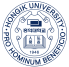 HONGIK UNIVERSITY
1946
PRO HOMINUM BENEFICIO